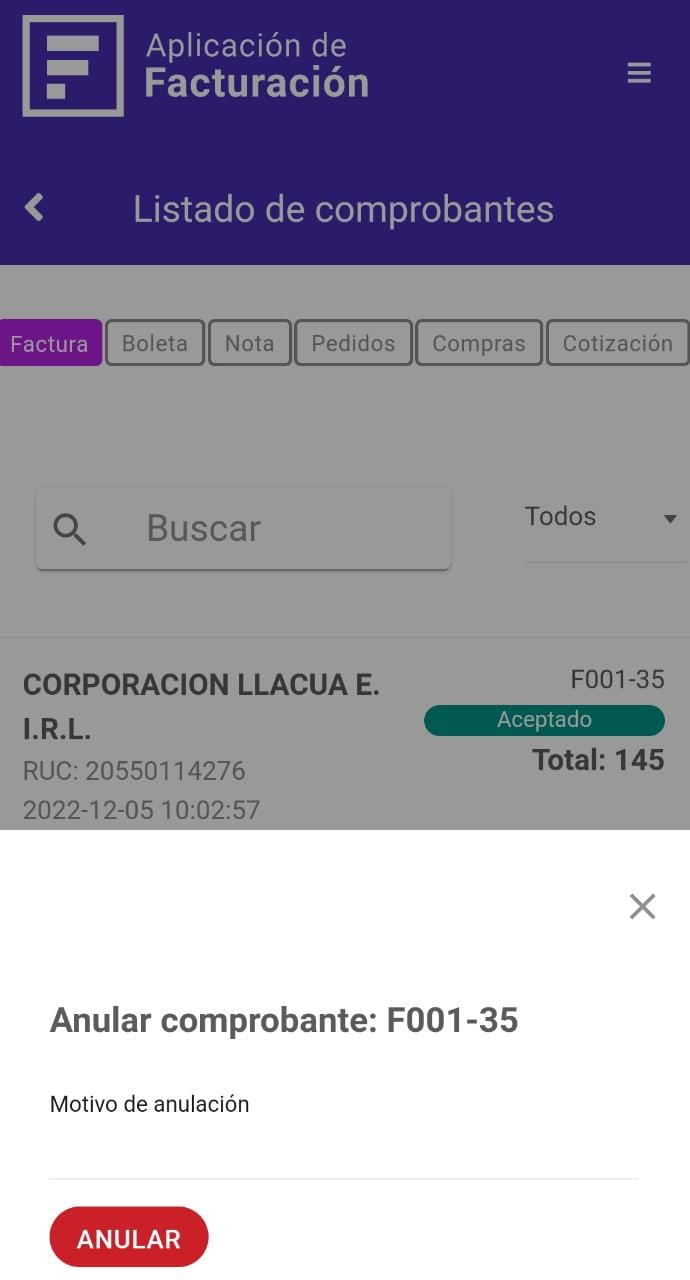 Aplicación de
Facturación
Listado de comprobantes
Factura Boleta Nota Pedidos Compras Cotización
Buscar
Todos
CORPORACION LLACUA E.
I.R.L.
RUC: 20550114276
2022-12-05 10:02:57
F001-35
Aceptado
Total: 145
Anular comprobante: F001-35
Motivo de anulación
ANULAR